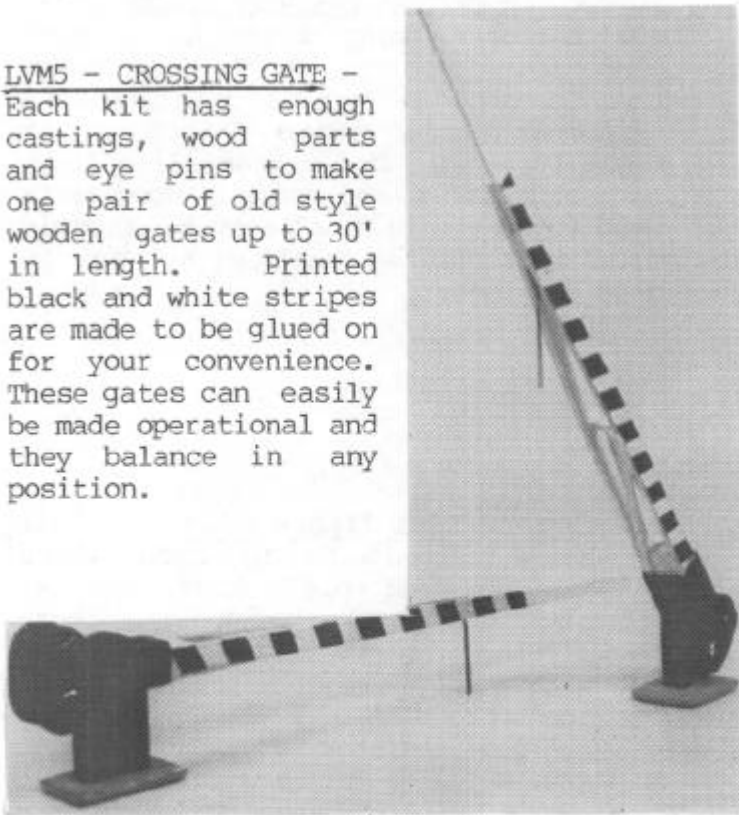 LVM5 - CROSSING GATE -
Each kit has enough
castings, wood parts
and eye pins to make
one pair of old style
wooden gates up to 30'
in length. Printed
black and white stripes
are made to be glued on
for your convenience.
These gates can easily
be made operational and
they balance in any
position.